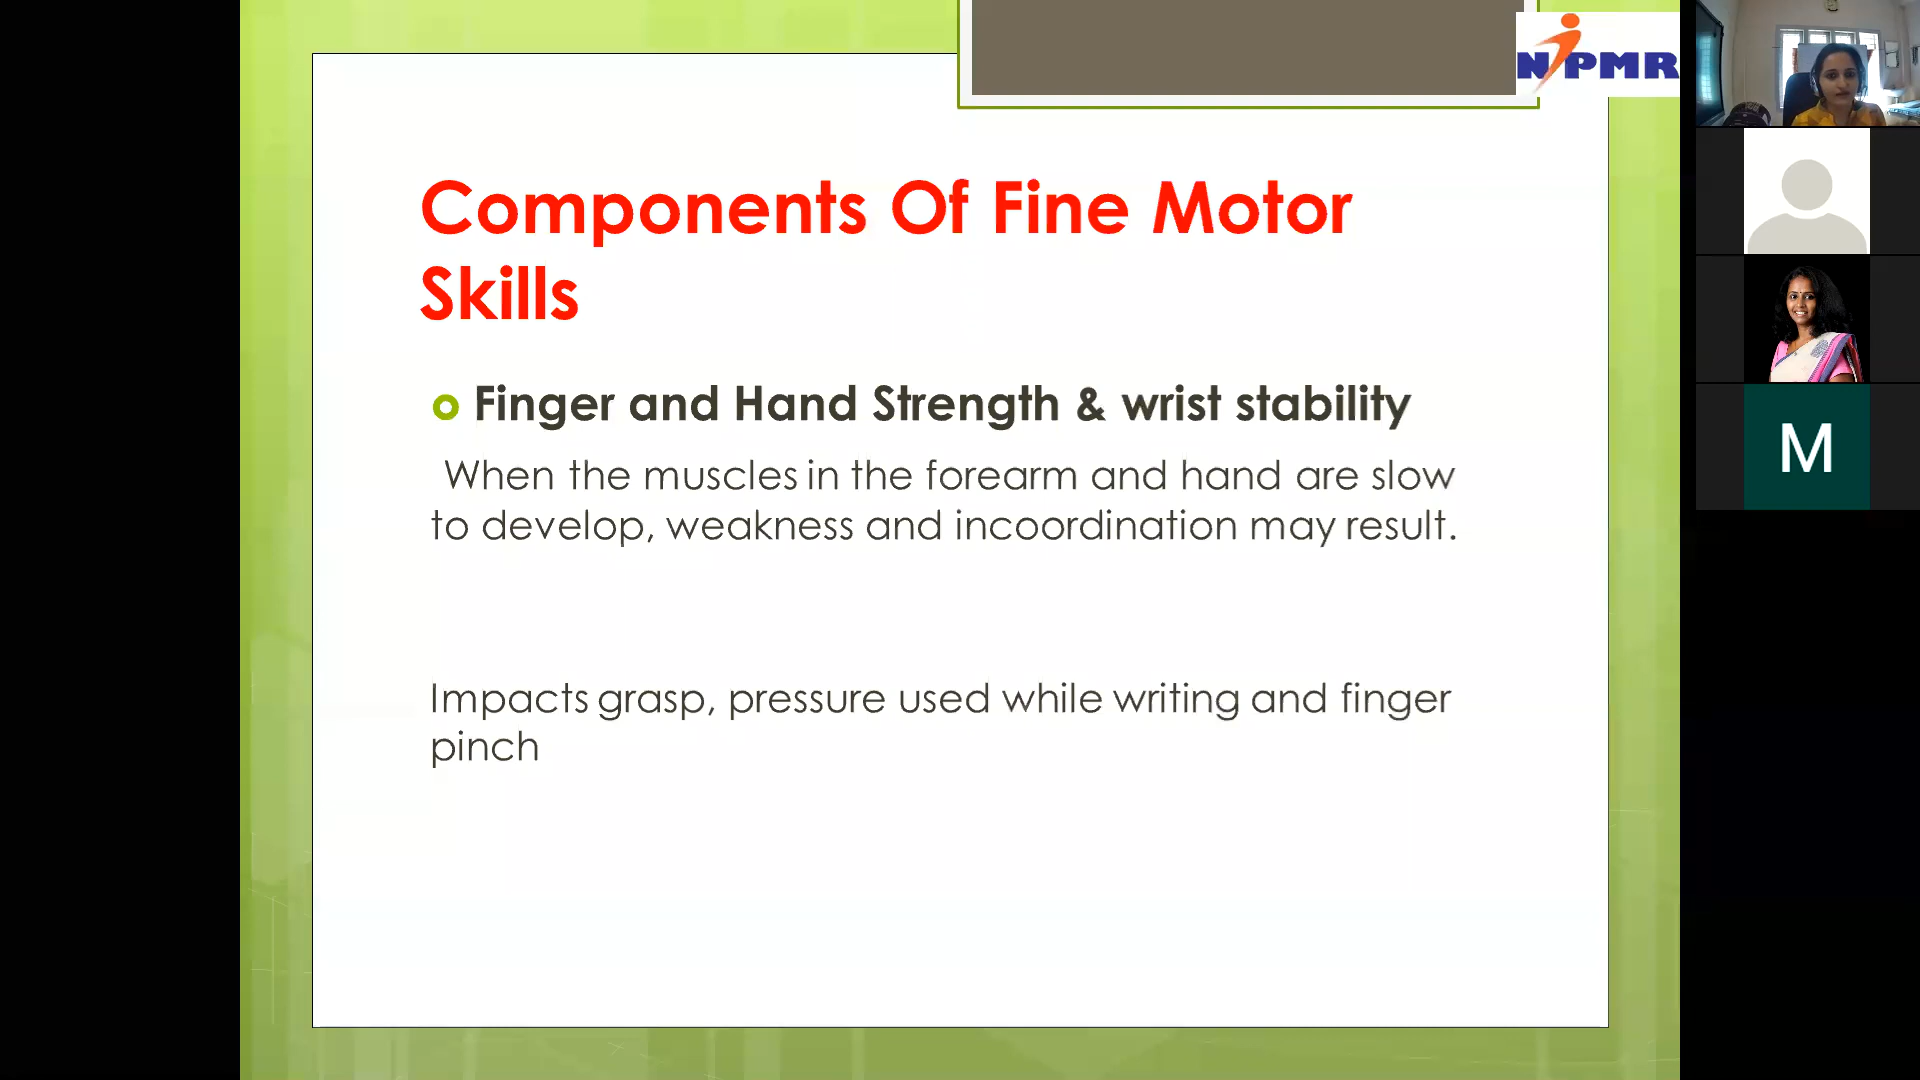 NIPMR
Components Of Fine Motor
Skills
Finger and Hand Strength & wrist stability
When the muscles in the forearm and hand are slow
to develop, weakness and incoordination may result.
Impacts grasp, pressure used while writing and finger
pinch
M